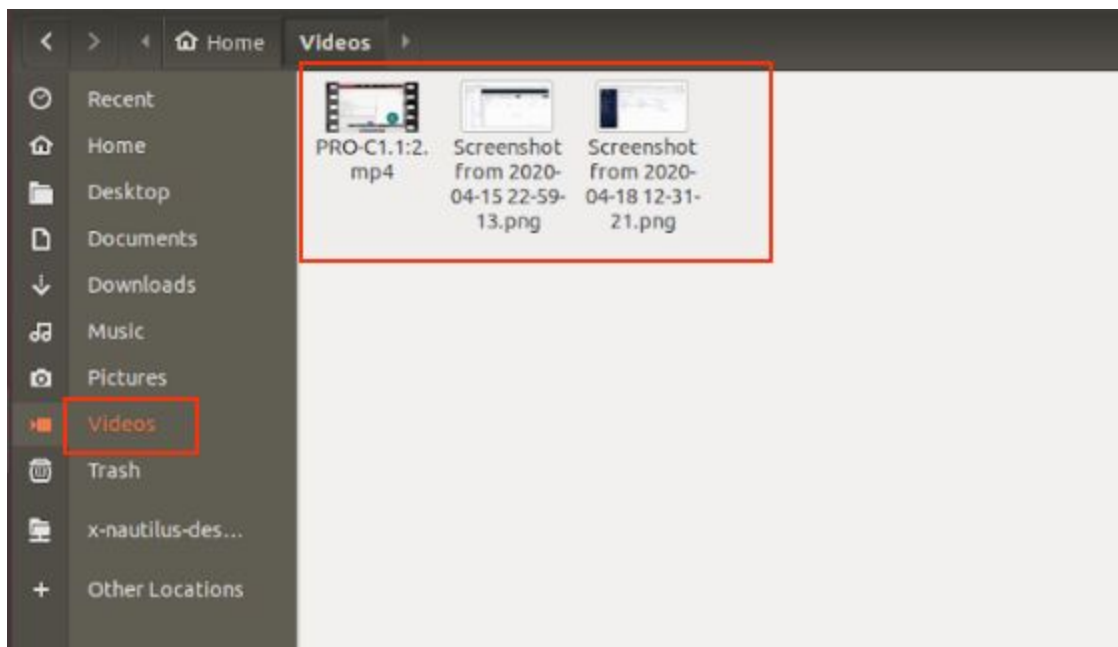 Home Videos
Recent
Home
Desktop
Documents
Downloads
Music
Pictures
Videos
Trash
x-nautilus-des...
Other Locations
PRO-C1.1:2.
mp4
Screenshot
from 2020-
04-15 22-59-
13.png
Screenshot
from 2020-
04-18 12-31-
21.png